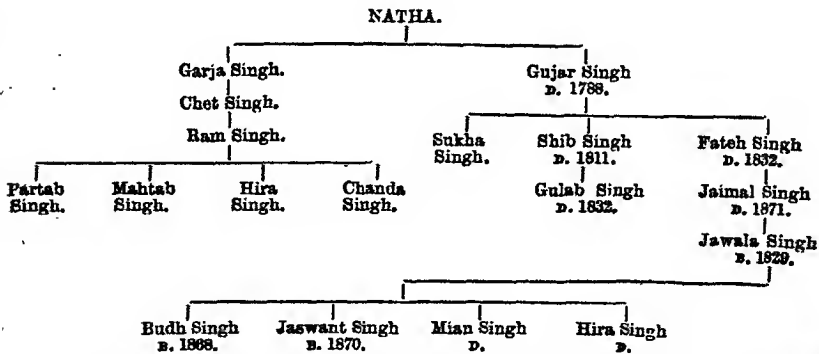 NATHA.
Garja Singh. Gujar Singh
D. 1788.
Chet Singh.
Ram Singh. Sukha Shib Singh Fateh Singh
Singh. D. 1811. D. 1832.
Partab Mahtab Hira Chanda Gulab Singh Jaimal Singh
Singh. Singh. Singh. Singh. D. 1832. D. 1871.
Jawala Singh
B. 1829.
Budh Singh Jaswant Singh Mian Singh Hira Singh
B. 1868. B. 1870. D. D.